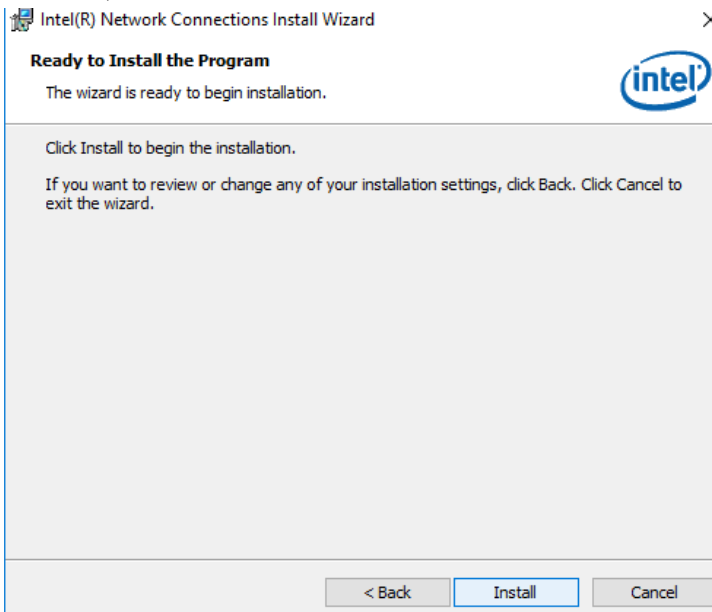 Intel(R) Network Connections Install Wizard
Ready to Install the Program
The wizard is ready to begin installation.
intel
Click Install to begin the installation.
If you want to review or change any of your installation settings, click Back. Click Cancel to
exit the wizard.
< Back
Install
Cancel